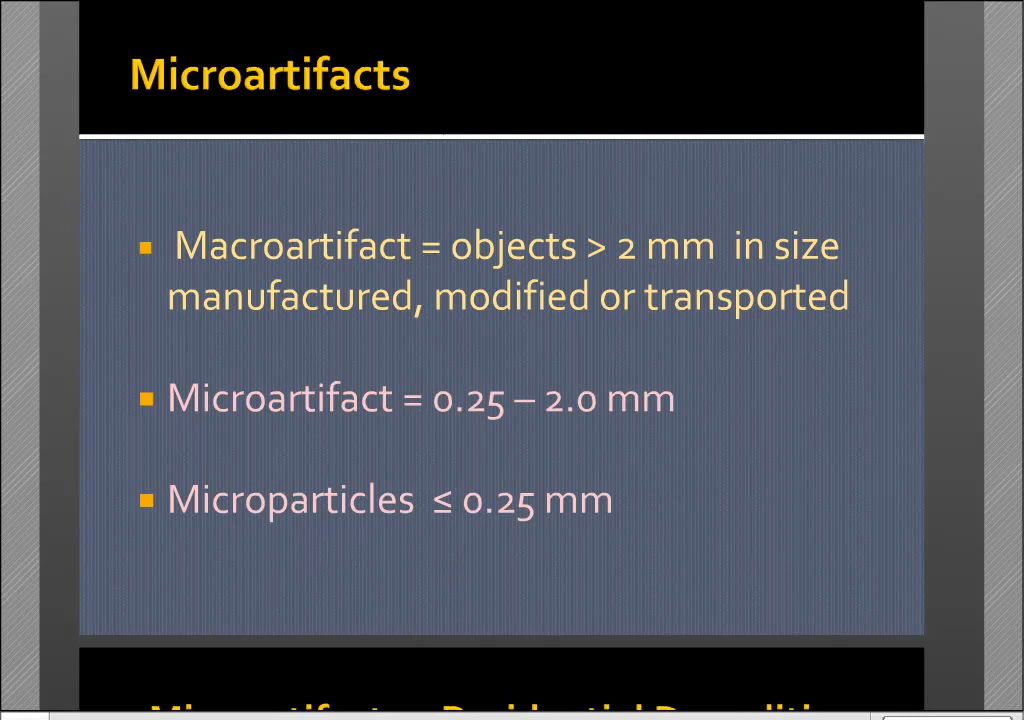 Microartifacts
Macroartifact = objects > 2 mm in size
manufactured, modified or transported
Microartifact = 0.25 – 2.0 mm
Microparticles ≤ 0.25 mm